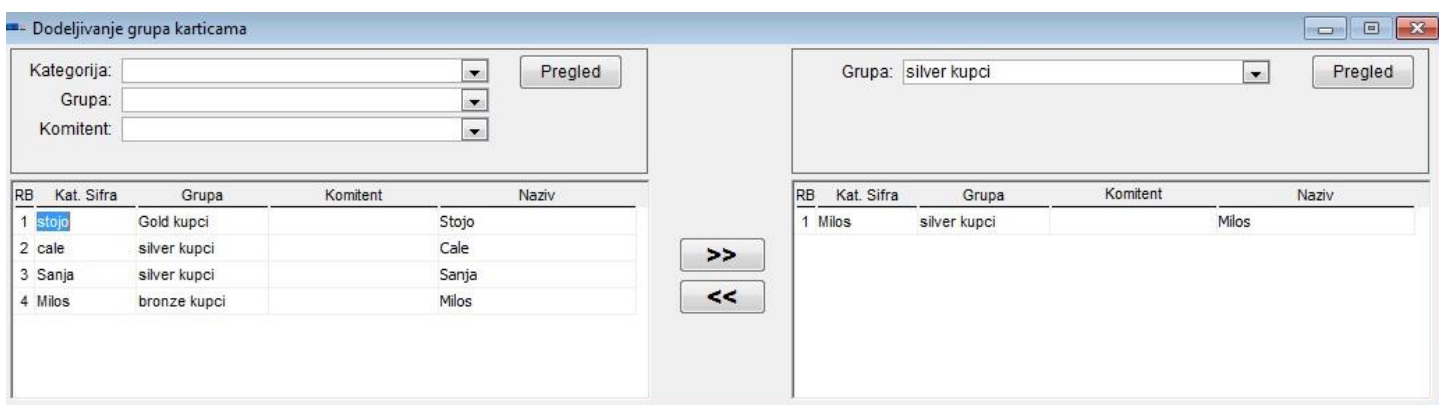 Dodeljivanje grupa karticama
Kategorija: Pregled Grupa: silver kupci Pregled
Grupa:
Komitent:
RB Kat. Sifra Grupa Komitent Naziv RB Kat. Sifra Grupa Komitent Naziv
1 stojo Gold kupci Stojo 1 Milos silver kupci Milos
2 cale silver kupci Cale
3 Sanja silver kupci Sanja
4 Milos bronze kupci Milos
>>
<<